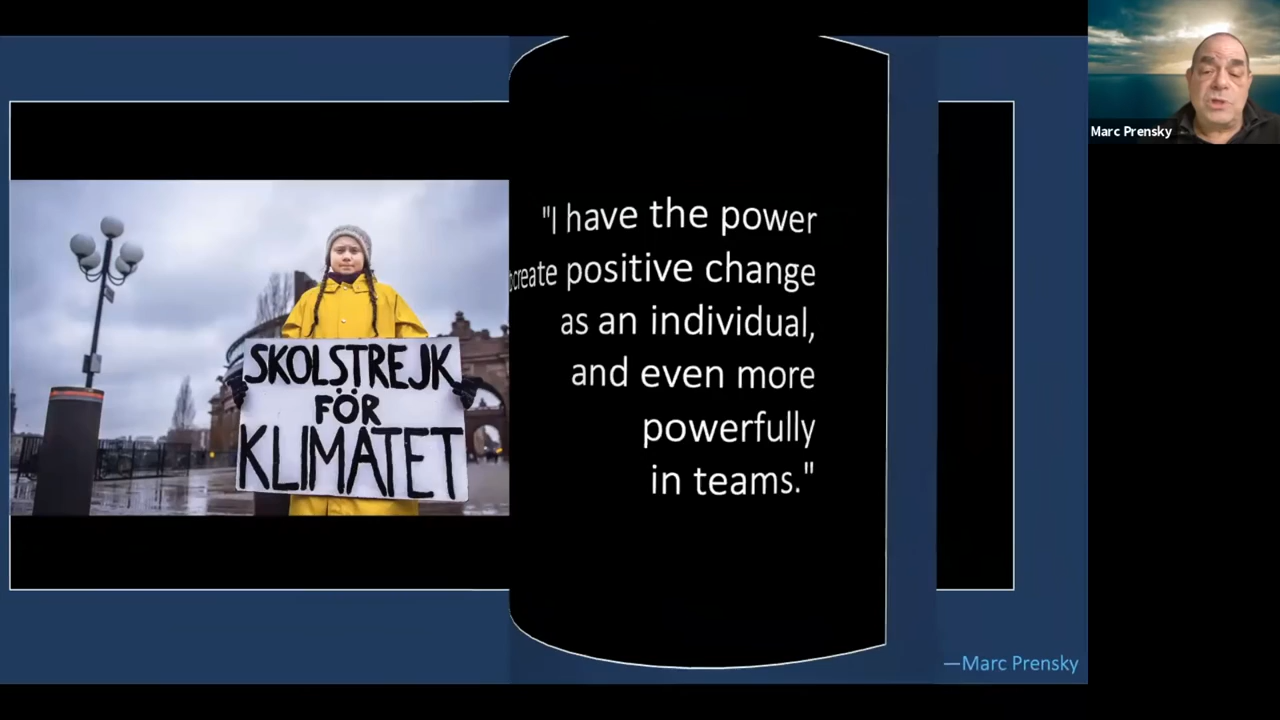 SKOLSTREJK
FÖR
KLIMATET
"I have the power
create positive change
as an individual,
and even more
powerfully
in teams."
—Marc Prensky
Marc Prensky